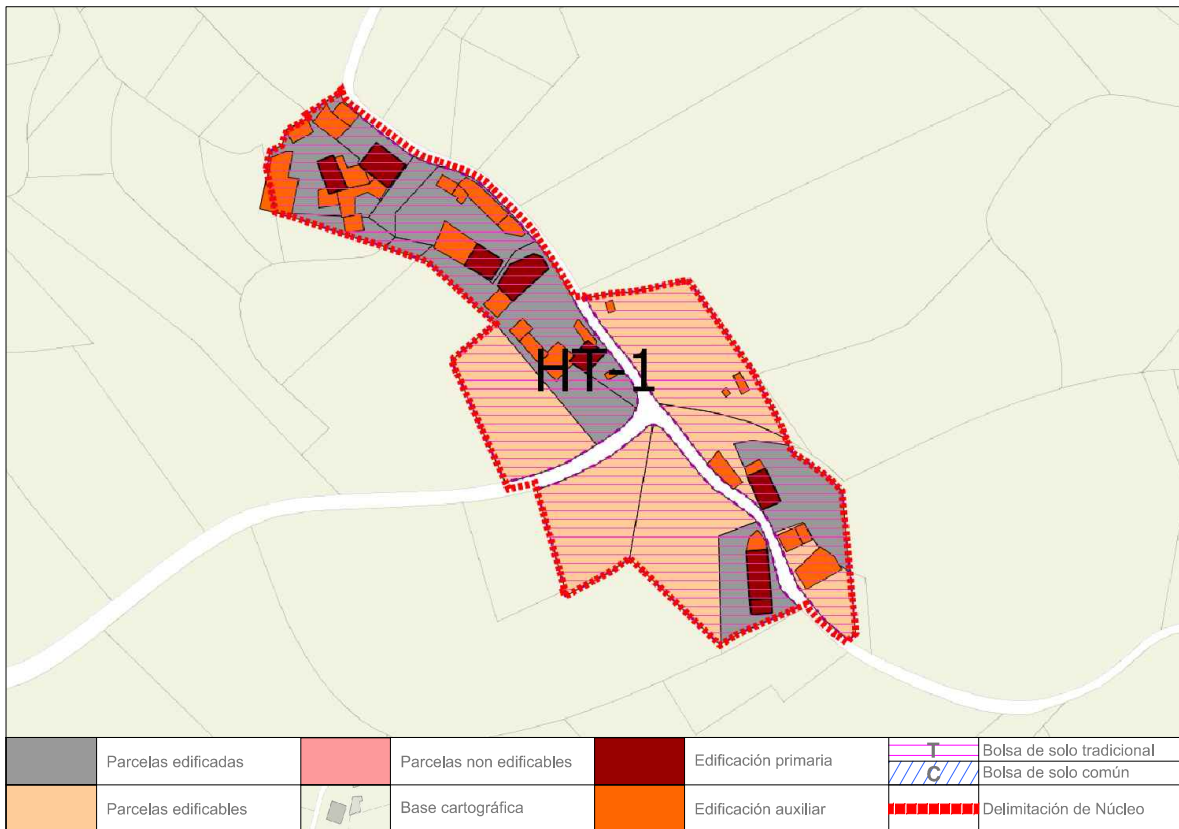 HT-1
Parcelas edificadas
Parcelas non edificables
Edificación primaria
T
Bolsa de solo tradicional
C
Bolsa de solo común
Parcelas edificables
Base cartográfica
Edificación auxiliar
Delimitación de Núcleo